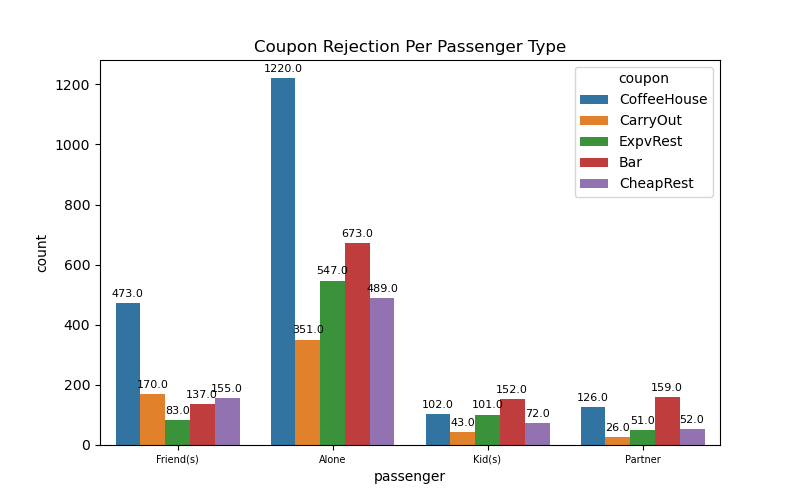 Coupon Rejection Per Passenger Type
1220.0
1200
1000
800
600
400
200
0
count
473.0
170.0
83.0
137.0
155.0
351.0
547.0
673.0
489.0
102.0
43.0
101.0
152.0
72.0
126.0
26.0
51.0
159.0
52.0
coupon
CoffeeHouse
CarryOut
ExpvRest
Bar
CheapRest
Friend(s)
Alone
Kid(s)
Partner
passenger